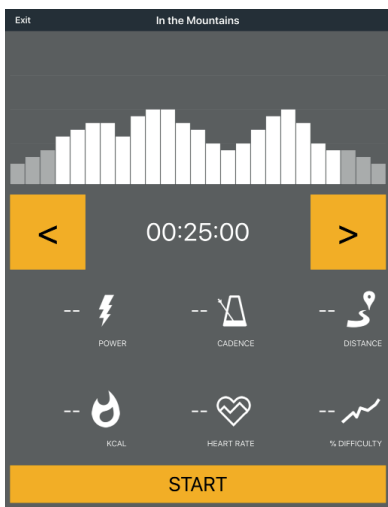 Exit In the Mountains
< 00:25:00 >
-- -- --
POWER CADENCE DISTANCE
-- -- --
KCAL HEART RATE % DIFFICULTY
START